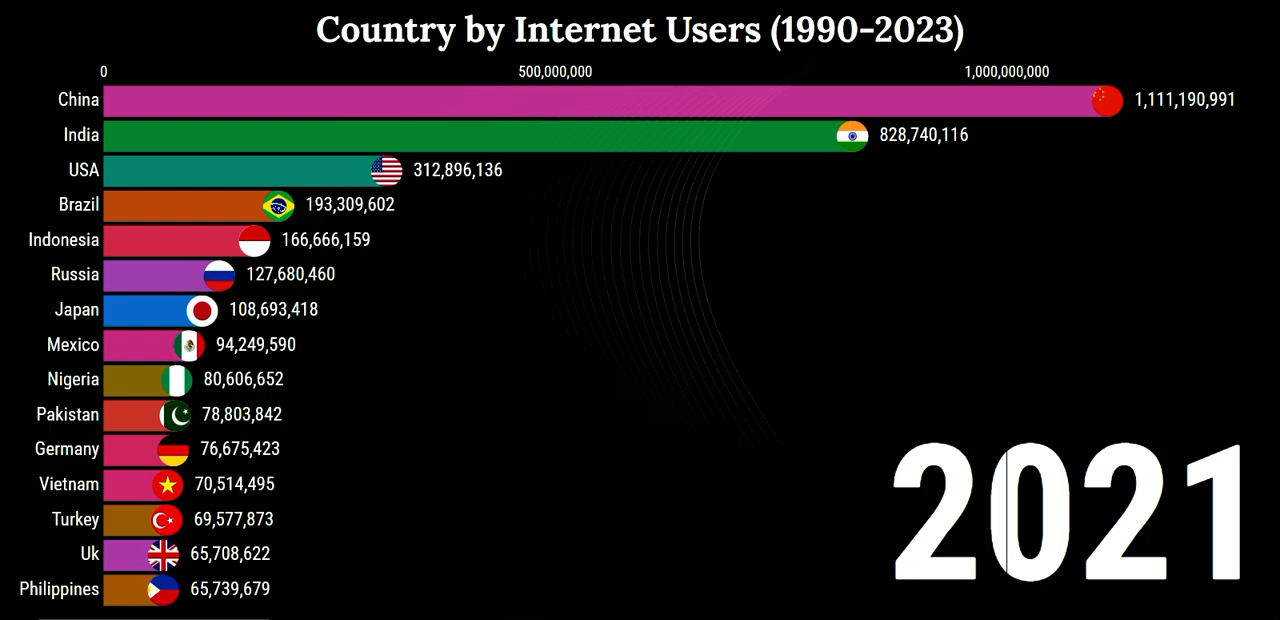 Country by Internet Users (1990-2023)
0 500,000,000 1,000,000,000
China 1,111,190,991
India 828,740,116
USA 312,896,136
Brazil 193,309,602
Indonesia 166,666,159
Russia 127,680,460
Japan 108,693,418
Mexico 94,249,590
Nigeria 80,606,652
Pakistan 78,803,842
Germany 76,675,423
Vietnam 70,514,495
Turkey 69,577,873
Uk 65,708,622
Philippines 65,739,679
2021